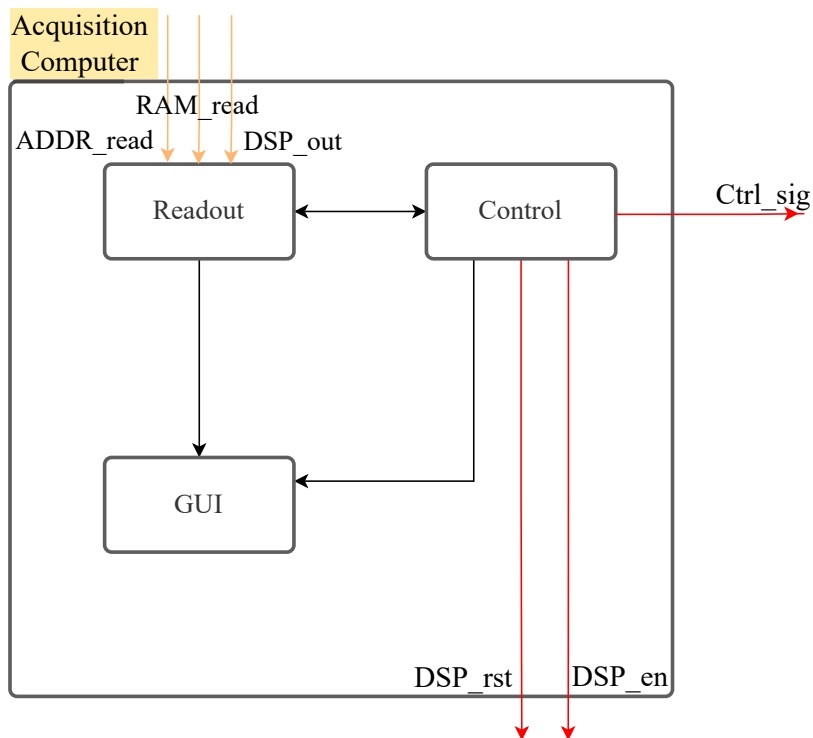 Acquisition
Computer
RAM_read
ADDR_read
DSP_out
Readout
Control
Ctrl_sig
GUI
DSP_rst
DSP_en